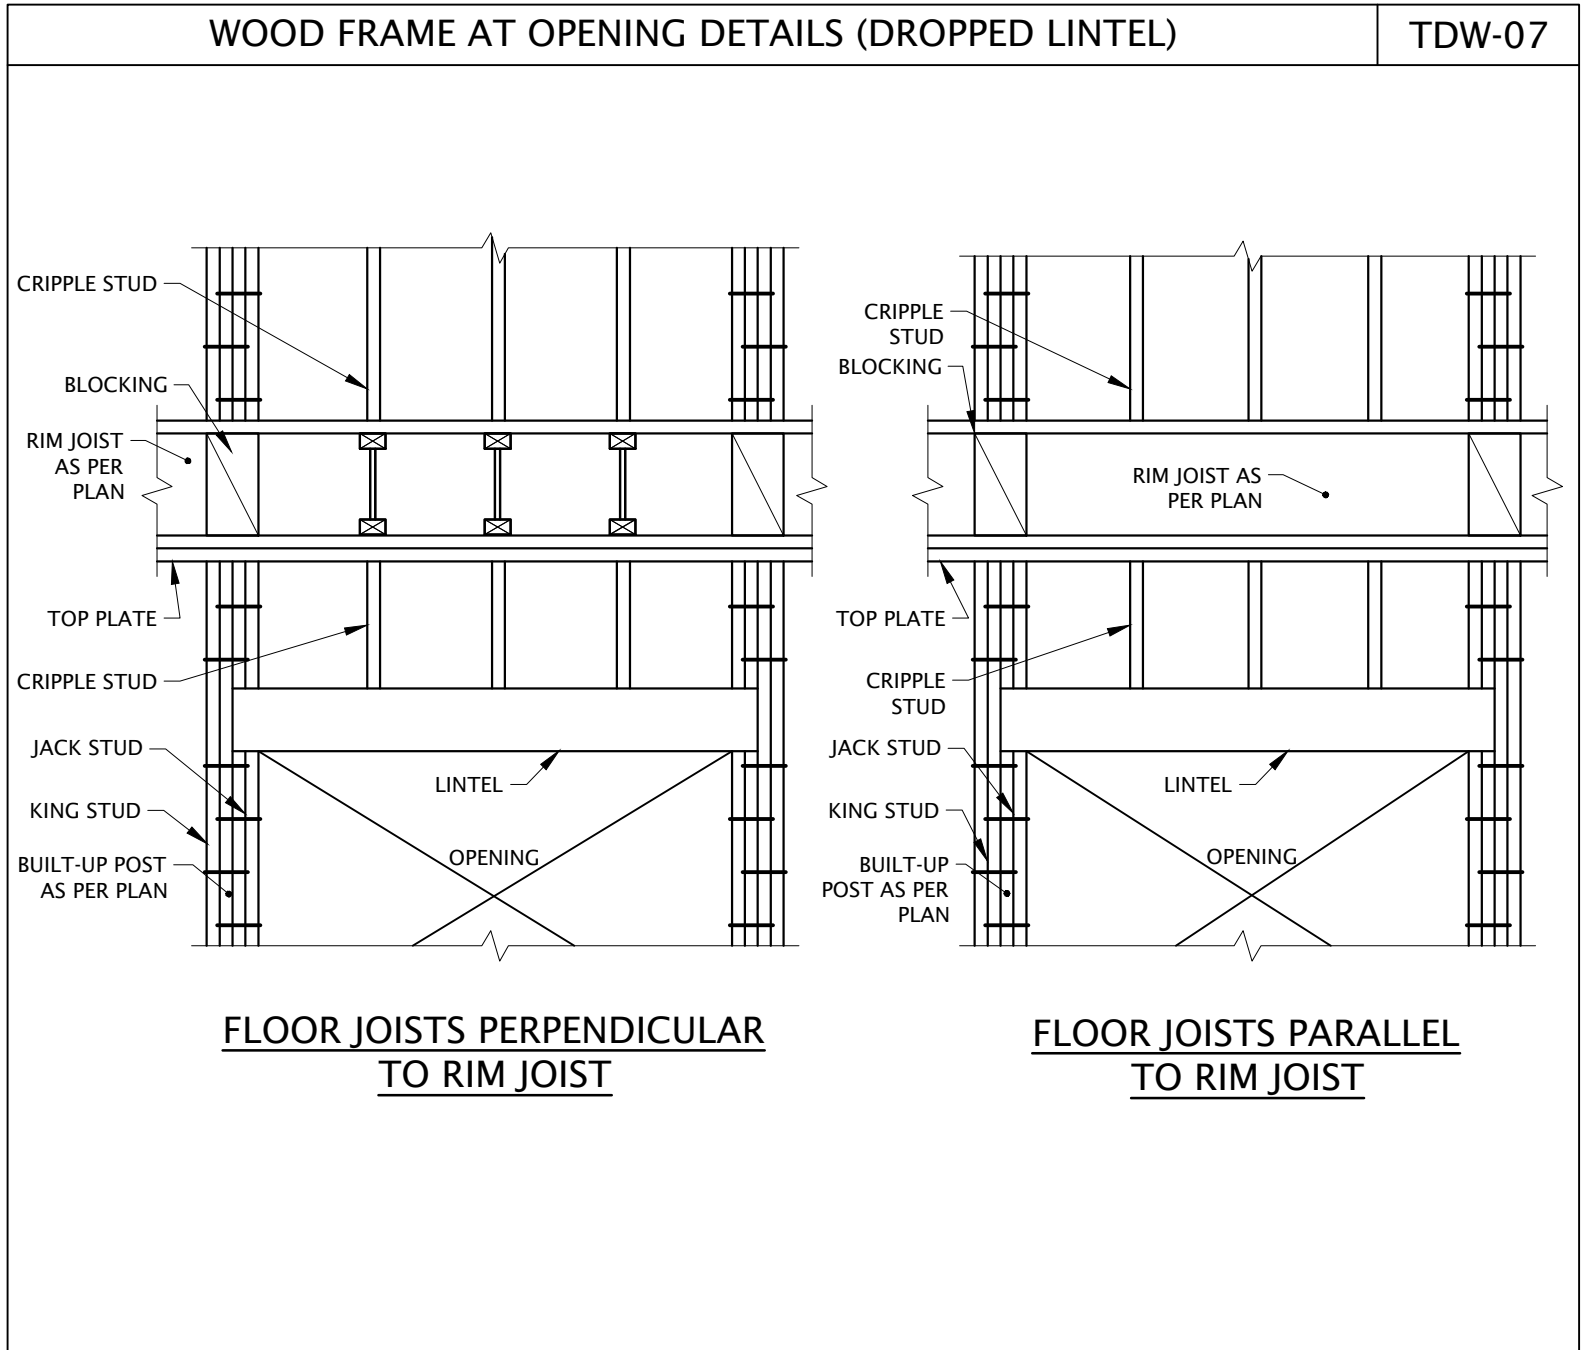 WOOD FRAME AT OPENING DETAILS (DROPPED LINTEL)
TDW-07
CRIPPLE STUD
BLOCKING
RIM JOIST
AS PER
PLAN
TOP PLATE
CRIPPLE STUD
JACK STUD
KING STUD
BUILT-UP POST
AS PER PLAN
LINTEL
OPENING
FLOOR JOISTS PERPENDICULAR
TO RIM JOIST
CRIPPLE
STUD
BLOCKING
RIM JOIST AS
PER PLAN
TOP PLATE
CRIPPLE
STUD
JACK STUD
KING STUD
BUILT-UP
POST AS PER
PLAN
LINTEL
OPENING
FLOOR JOISTS PARALLEL
TO RIM JOIST